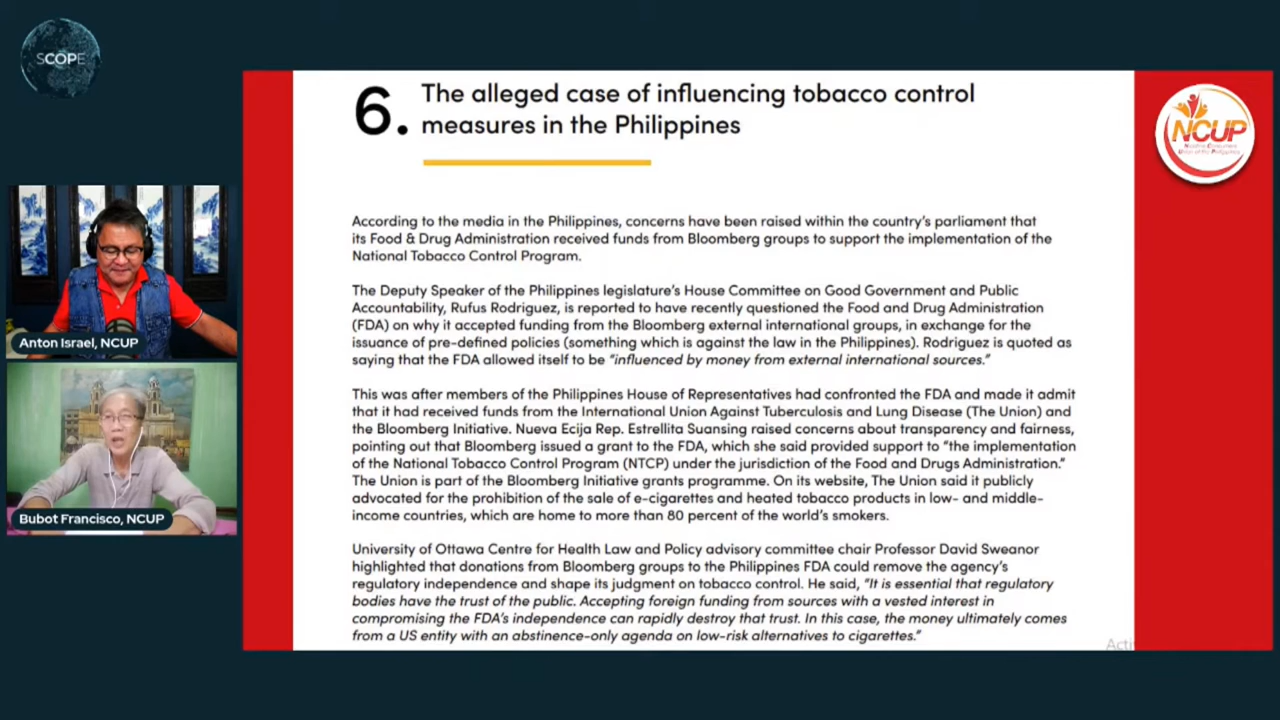 SCOPE
6.
The alleged case of influencing tobacco control
measures in the Philippines
NCUP
Nicotine Consumers
Union of the Philippines
According to the media in the Philippines, concerns have been raised within the country's parliament that
its Food & Drug Administration received funds from Bloomberg groups to support the implementation of the
National Tobacco Control Program.
The Deputy Speaker of the Philippines legislature's House Committee on Good Government and Public
Accountability, Rufus Rodriguez, is reported to have recently questioned the Food and Drug Administration
(FDA) on why it accepted funding from the Bloomberg external international groups, in exchange for the
issuance of pre-defined policies (something which is against the law in the Philippines). Rodriguez is quoted as
saying that the FDA allowed itself to be "influenced by money from external international sources."
This was after members of the Philippines House of Representatives had confronted the FDA and made it admit
that it had received funds from the International Union Against Tuberculosis and Lung Disease (The Union) and
the Bloomberg Initiative. Nueva Ecija Rep. Estrellita Suansing raised concerns about transparency and fairness,
pointing out that Bloomberg issued a grant to the FDA, which she said provided support to "the implementation
of the National Tobacco Control Program (NTCP) under the jurisdiction of the Food and Drugs Administration."
The Union is part of the Bloomberg Initiative grants programme. On its website, The Union said it publicly
advocated for the prohibition of the sale of e-cigarettes and heated tobacco products in low- and middle-
income countries, which are home to more than 80 percent of the world's smokers.
University of Ottawa Centre for Health Law and Policy advisory committee chair Professor David Sweanor
highlighted that donations from Bloomberg groups to the Philippines FDA could remove the agency's
regulatory independence and shape its judgment on tobacco control. He said, "It is essential that regulatory
bodies have the trust of the public. Accepting foreign funding from sources with a vested interest in
compromising the FDA's independence can rapidly destroy that trust. In this case, the money ultimately comes
from a US entity with an abstinence-only agenda on low-risk alternatives to cigarettes."
Acti
Anton Israel, NCUP
Bubot Francisco, NCUP